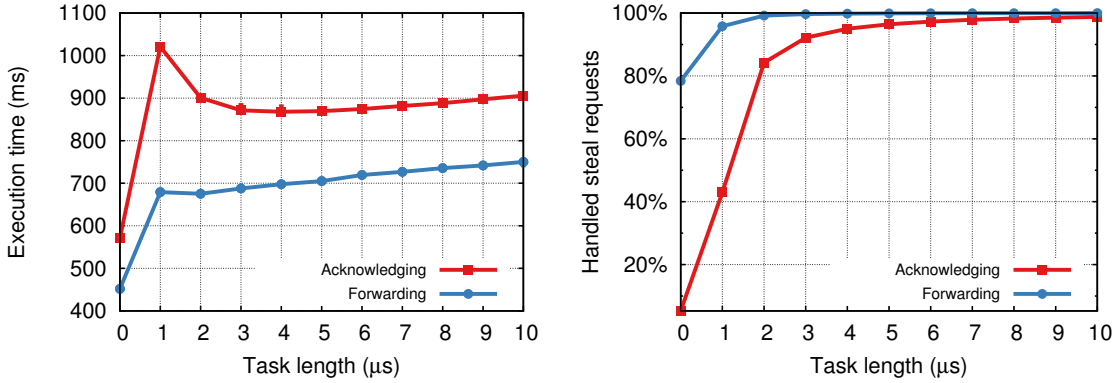 1100
1000
900
800
700
600
500
400
Execution time (ms)
Acknowledging
Forwarding
0 1 2 3 4 5 6 7 8 9 10
Task length (µs)
100%
80%
60%
40%
20%
Handled steal requests
Acknowledging
Forwarding
0 1 2 3 4 5 6 7 8 9 10
Task length (µs)